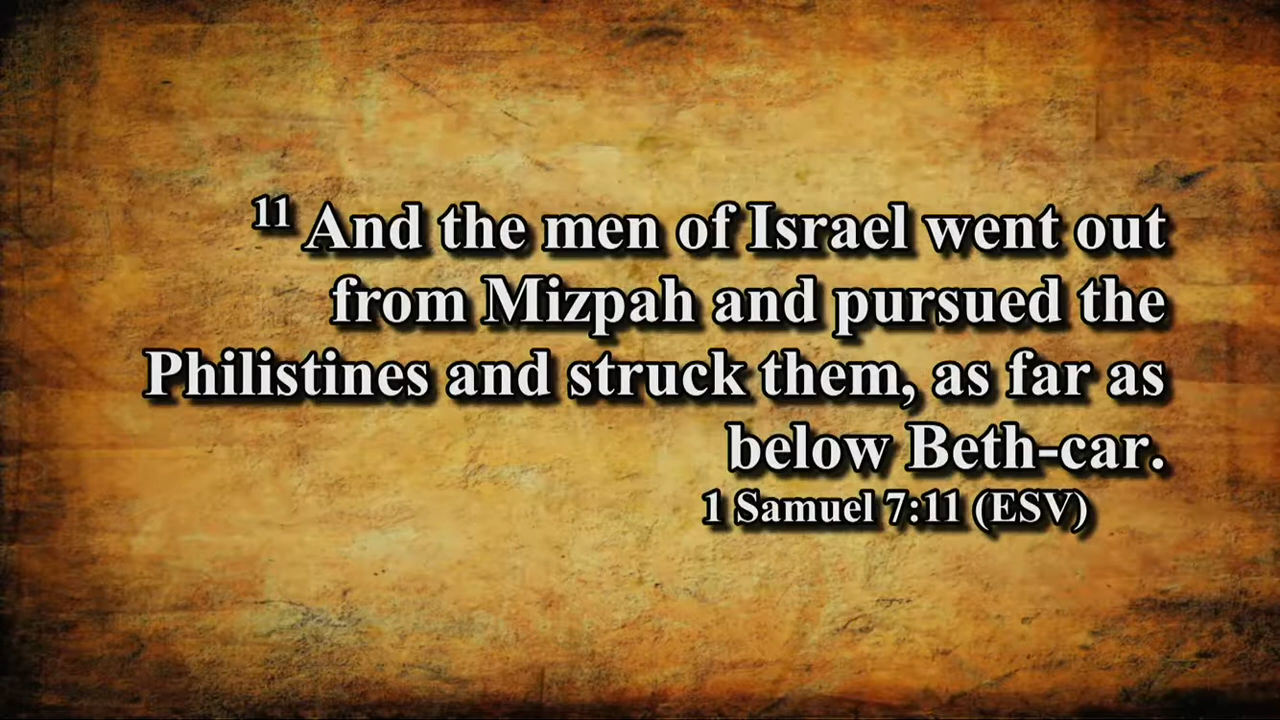 11 And the men of Israel went out
from Mizpah and pursued the
Philistines and struck them, as far as
below Beth-car.
1 Samuel 7:11 (ESV)